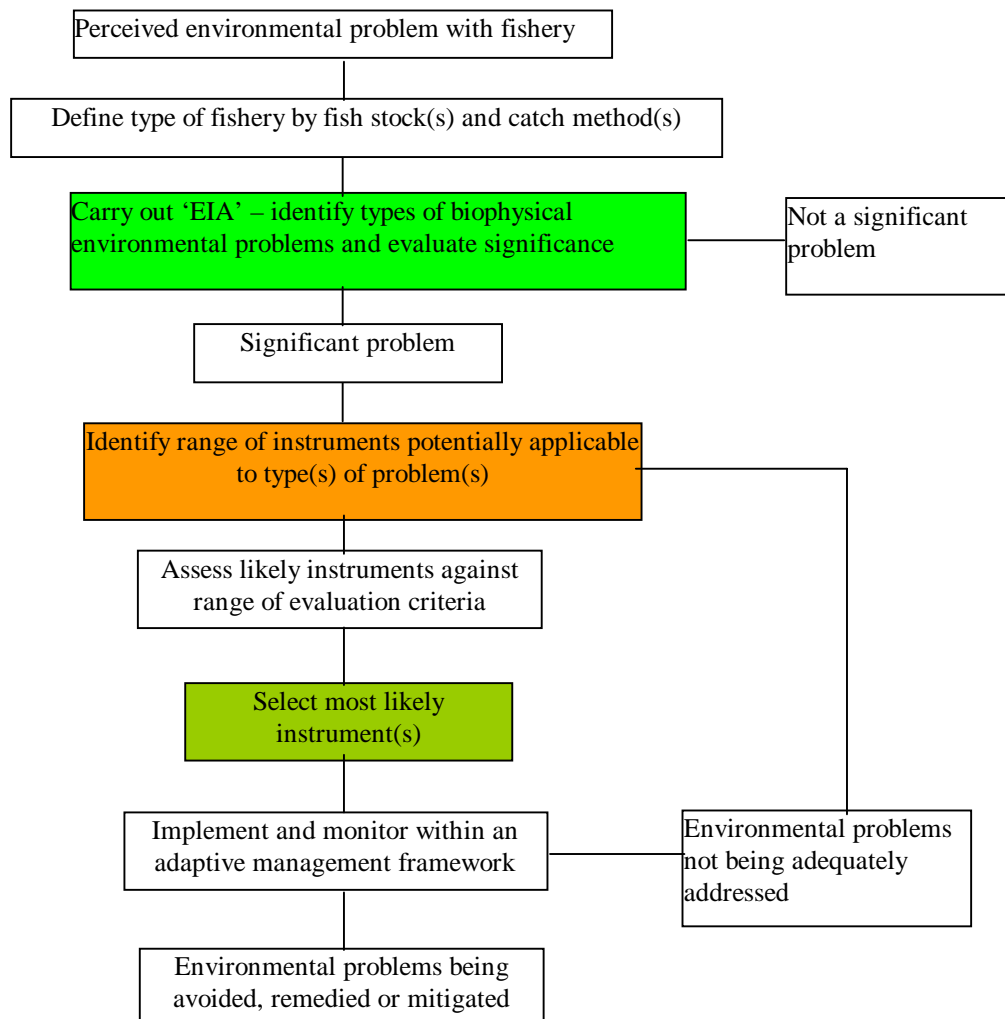 Perceived environmental problem with fishery
Define type of fishery by fish stock(s) and catch method(s)
Carry out ‘EIA’ – identify types of biophysical
environmental problems and evaluate significance
Not a significant
problem
Significant problem
Identify range of instruments potentially applicable
to type(s) of problem(s)
Assess likely instruments against
range of evaluation criteria
Select most likely
instrument(s)
Implement and monitor within an
adaptive management framework
Environmental problems
not being adequately
addressed
Environmental problems being
avoided, remedied or mitigated